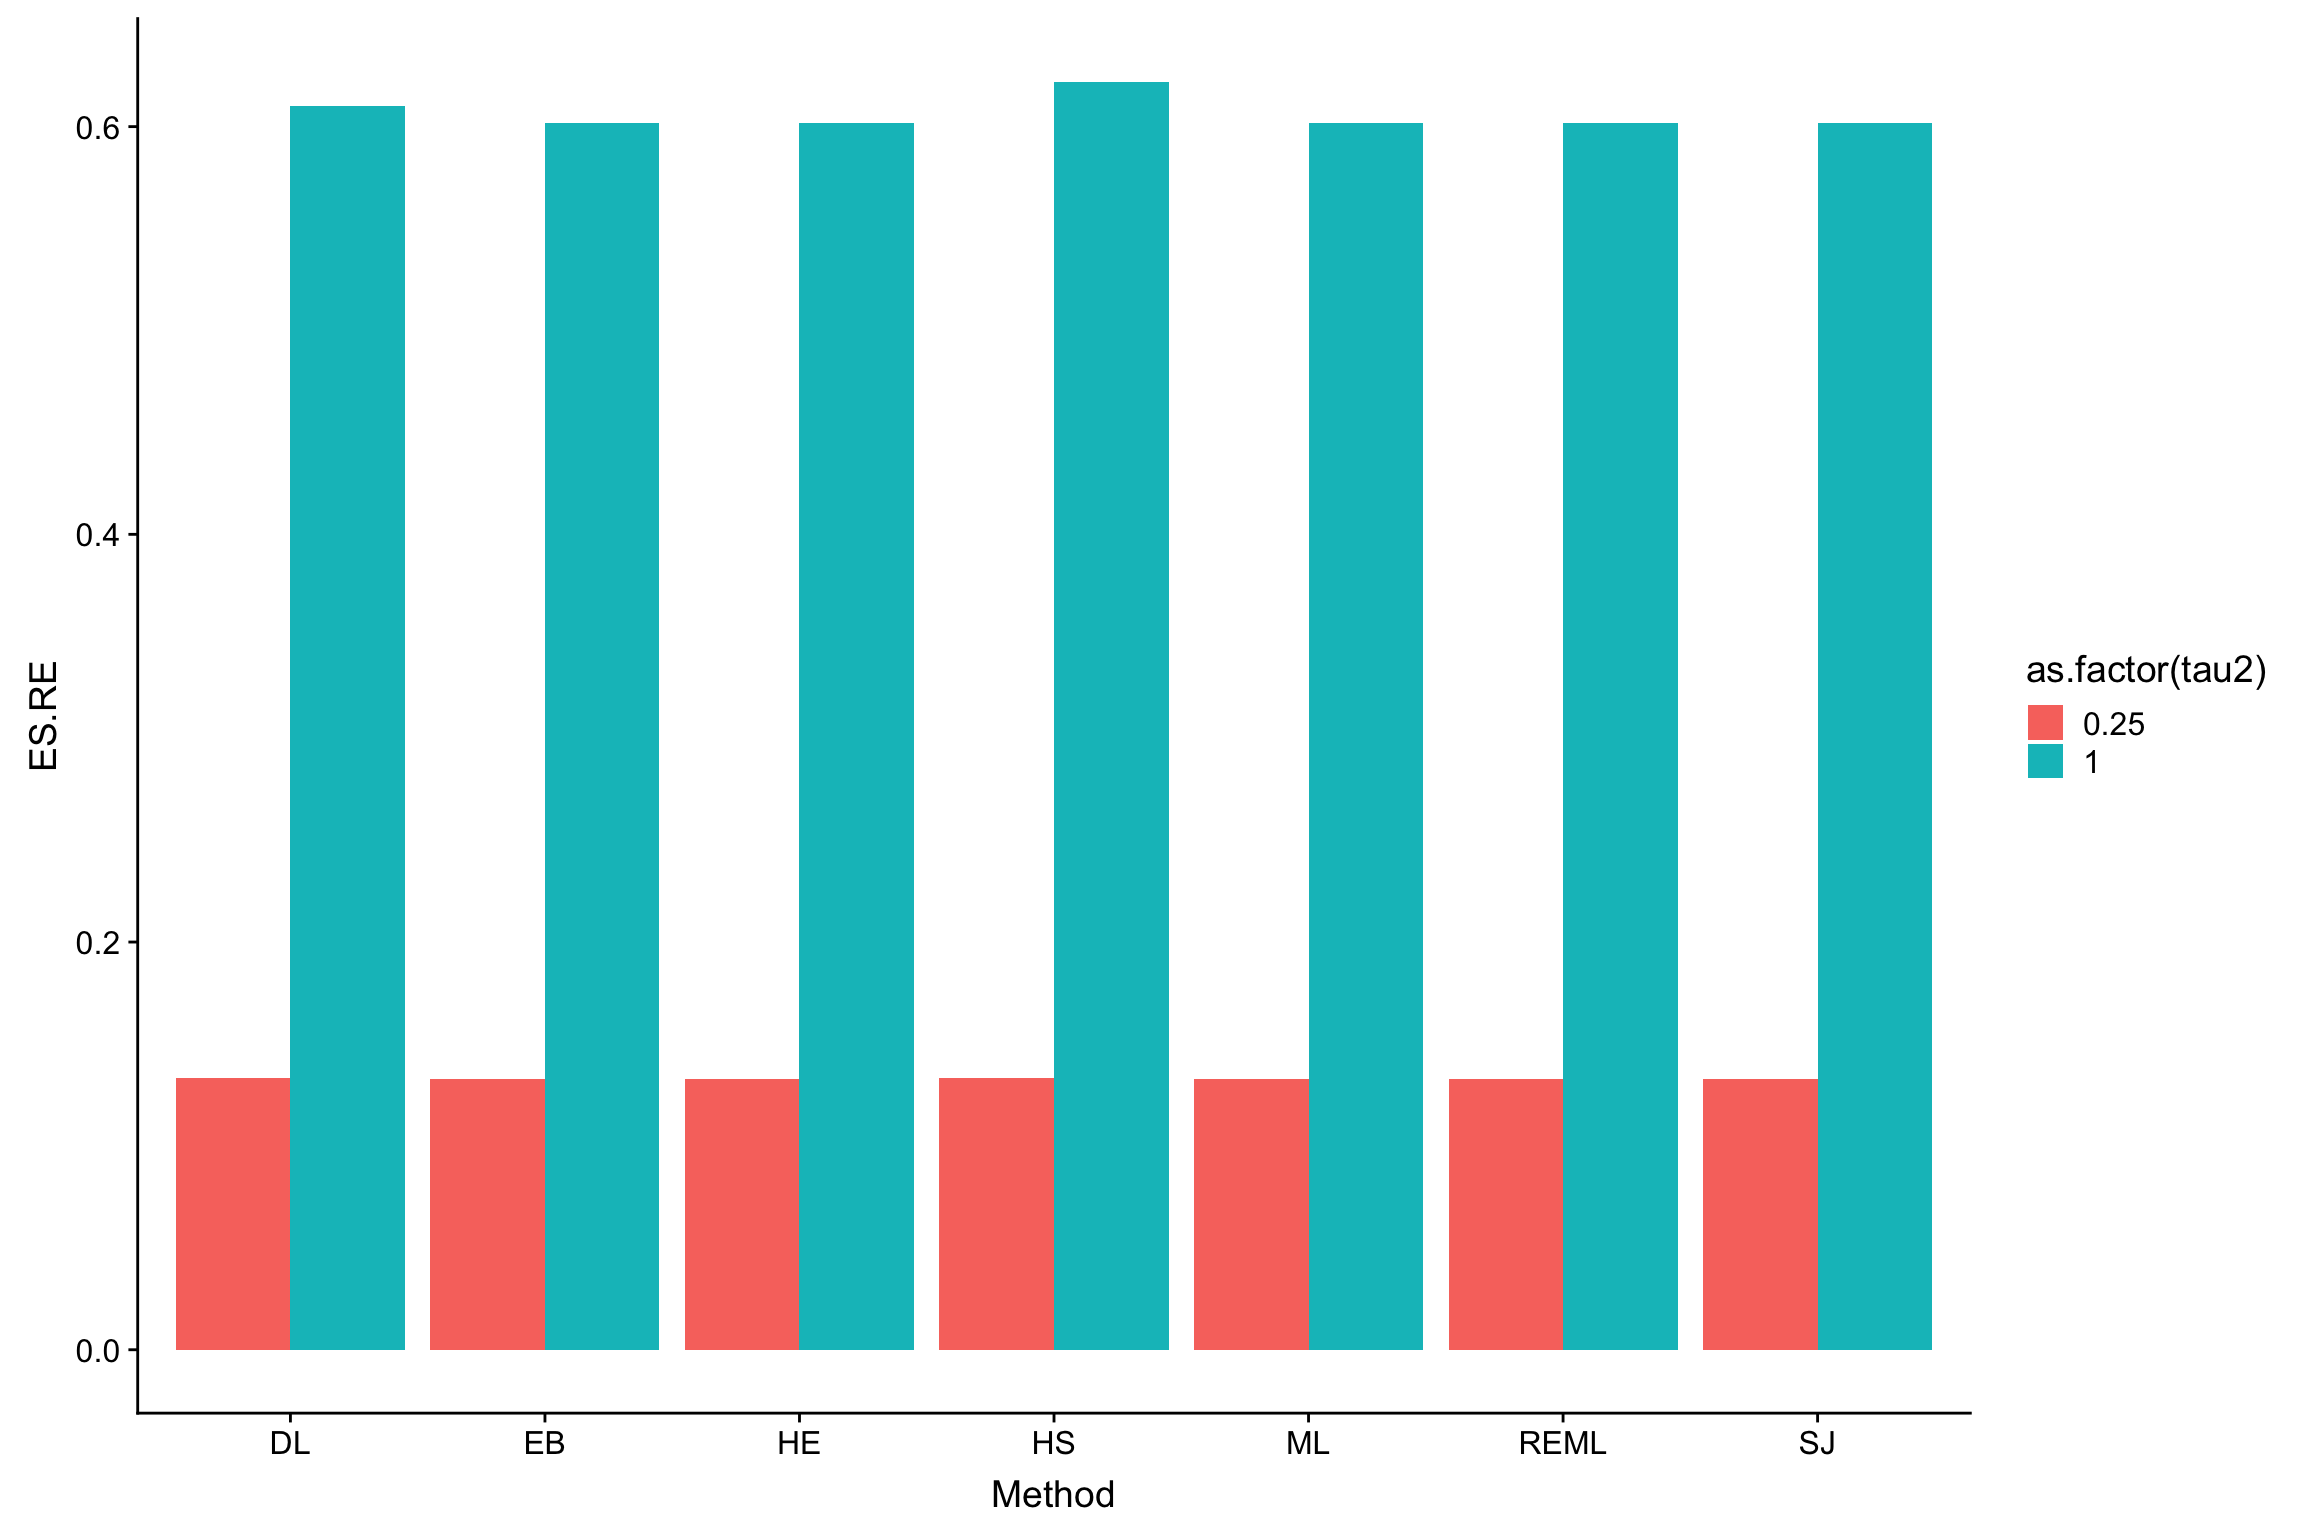 ES.RE
0.6
0.4
0.2
0.0
DL EB HE HS ML REML SJ
Method
as.factor(tau2)
0.25
1